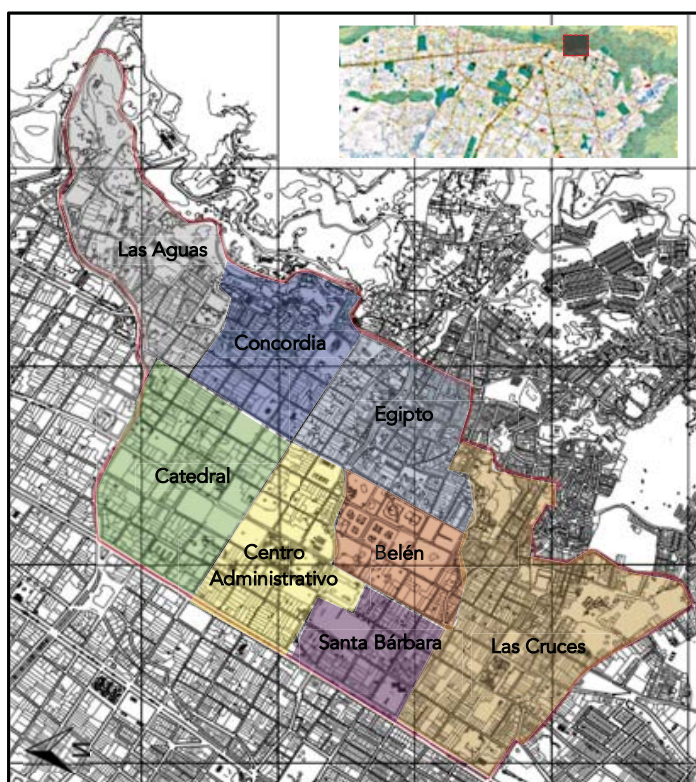 Las Aguas
Concordia
Egipto
Catedral
Centro
Administrativo
Belén
Santa Bárbara
Las Cruces
N